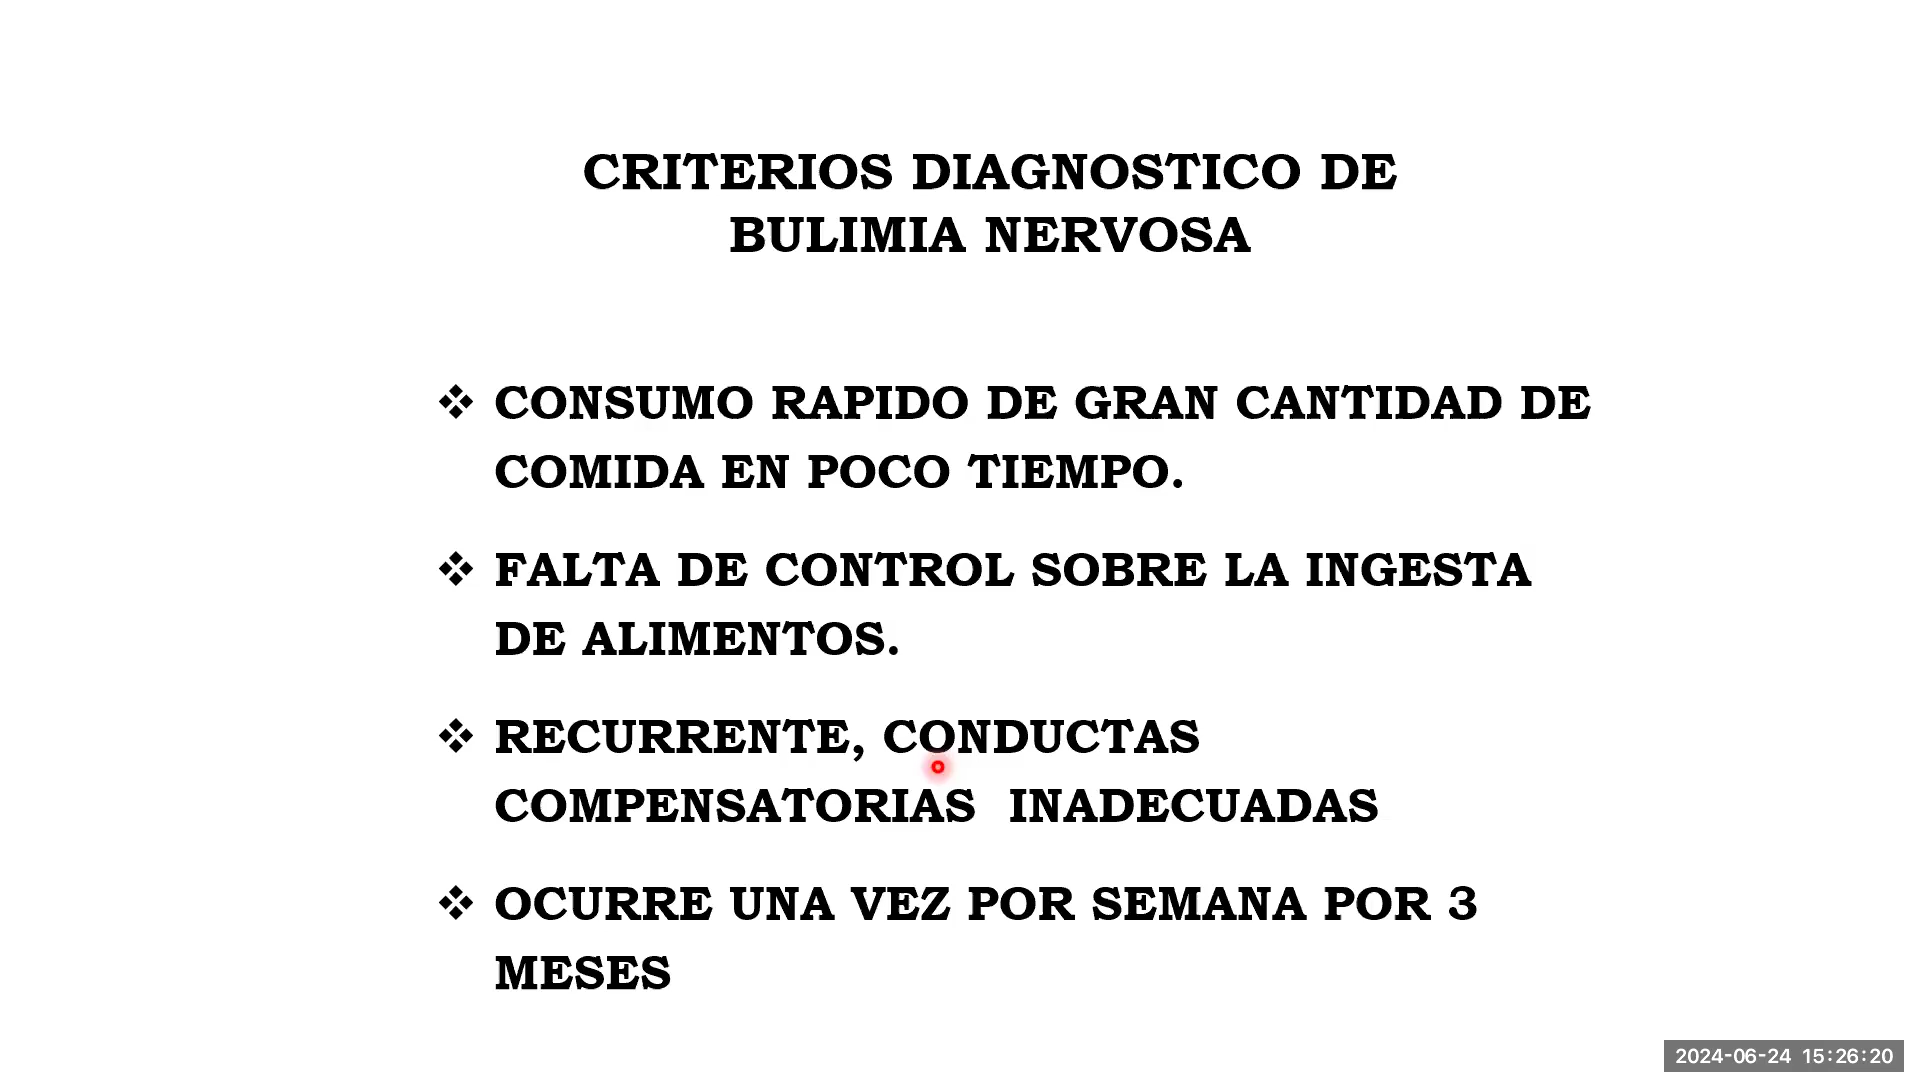 CRITERIOS DIAGNOSTICO DE
BULIMIA NERVOSA
❖ CONSUMO RAPIDO DE GRAN CANTIDAD DE
COMIDA EN POCO TIEMPO.
❖ FALTA DE CONTROL SOBRE LA INGESTA
DE ALIMENTOS.
❖ RECURRENTE, CONDUCTAS
COMPENSATORIAS  INADECUADAS
❖ OCURRE UNA VEZ POR SEMANA POR 3
MESES
2024-06-24 15:26:20